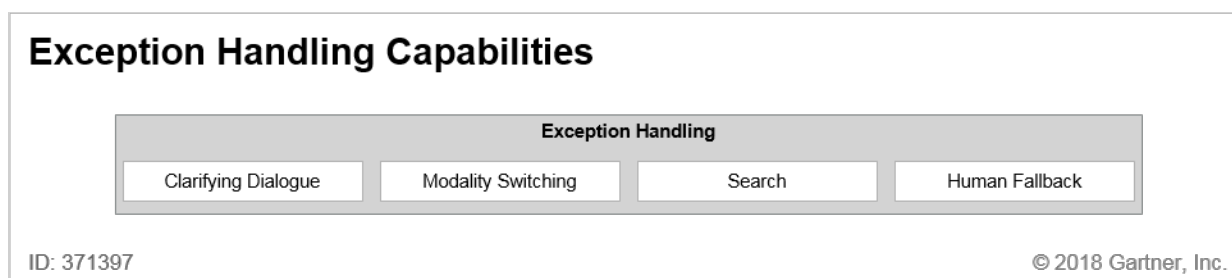 Exception Handling Capabilities
Exception Handling
Clarifying Dialogue Modality Switching Search Human Fallback
ID: 371397 © 2018 Gartner, Inc.